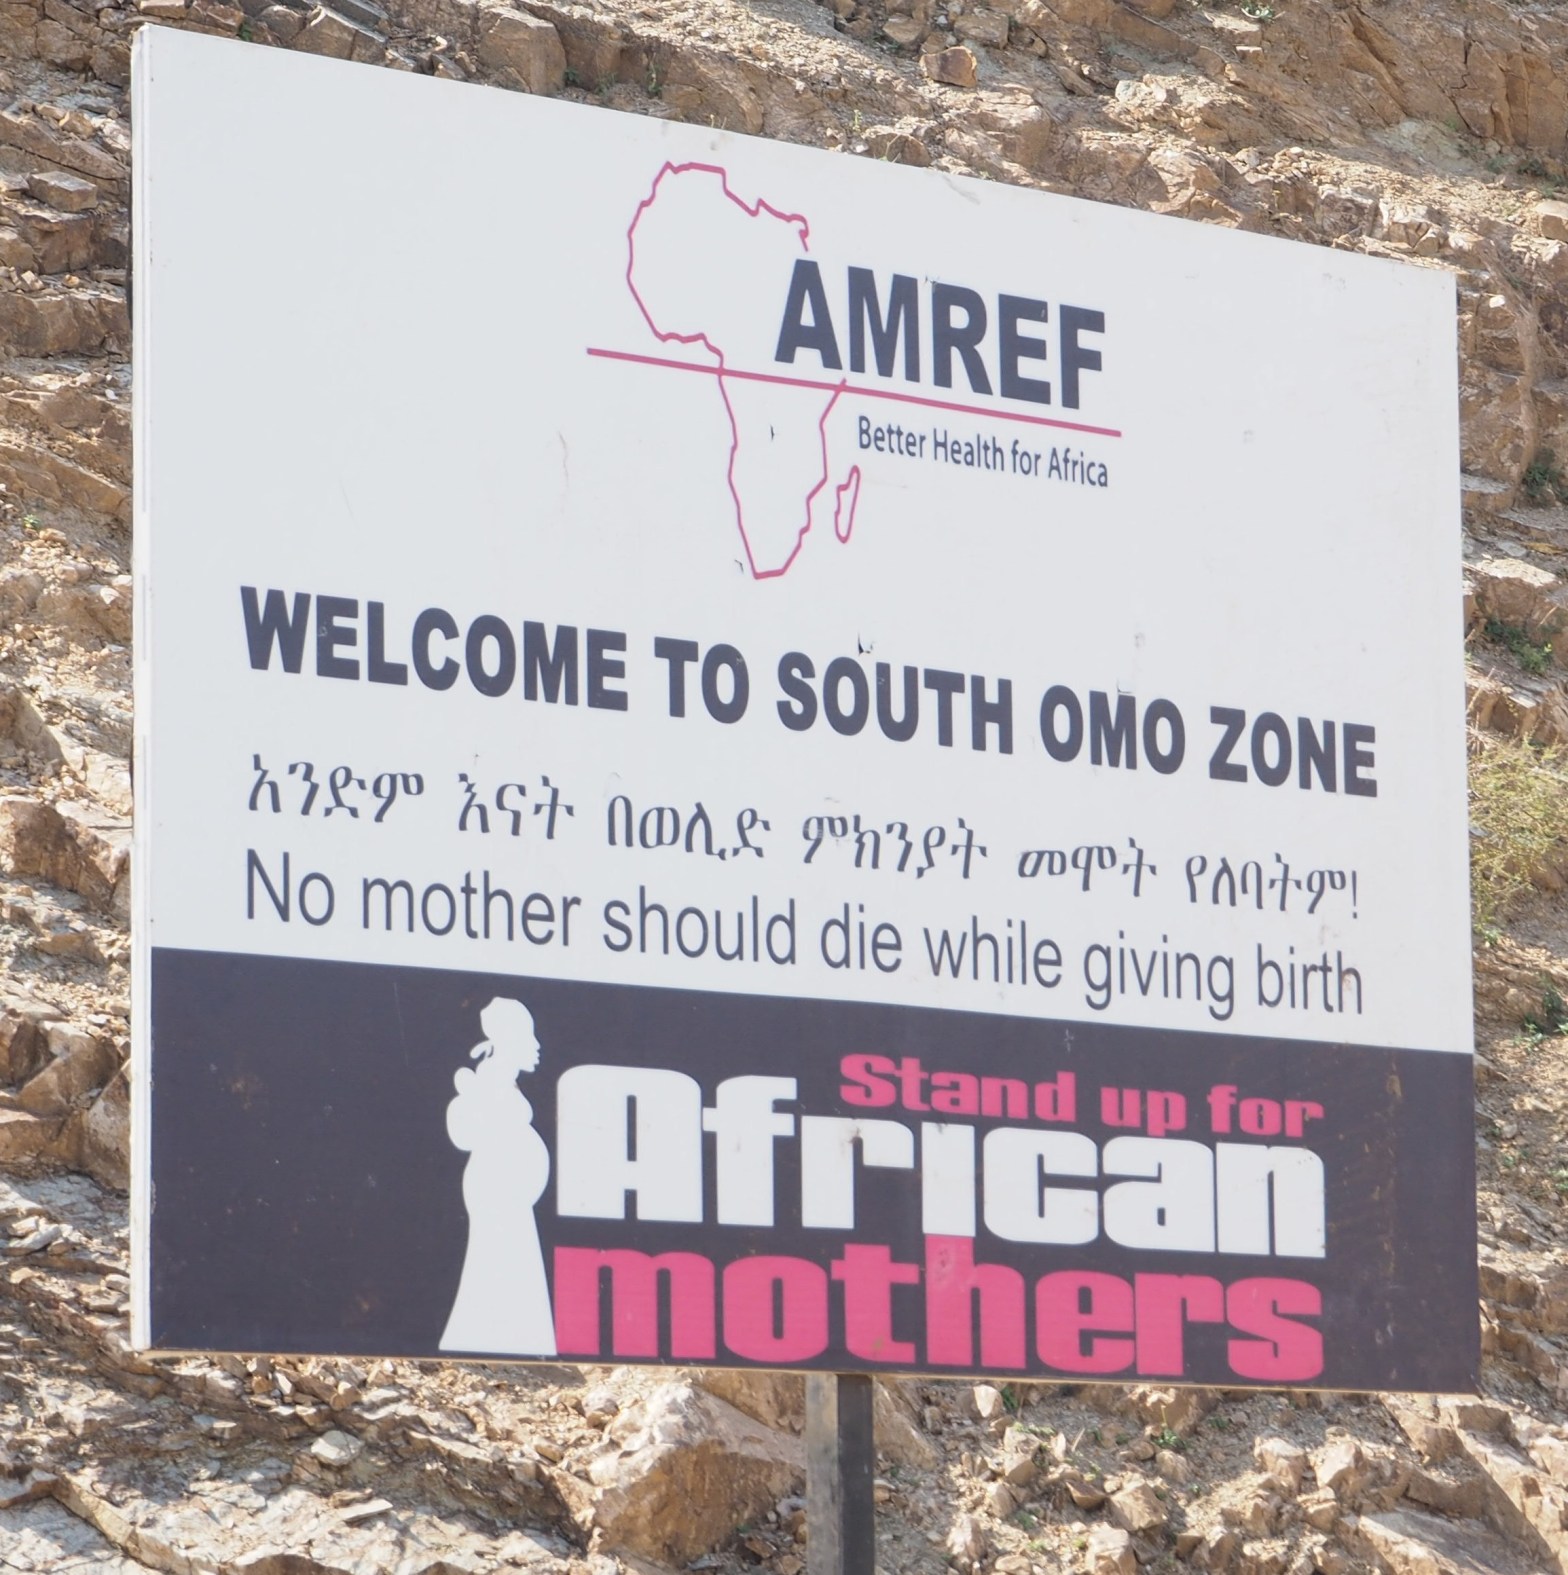 AMREF
Better Health for Africa
WELCOME TO SOUTH OMO ZONE
አንድም እናት በወሊድ ምክንያት መሞት የለባትም!
No mother should die while giving birth
Stand up for
African
mothers